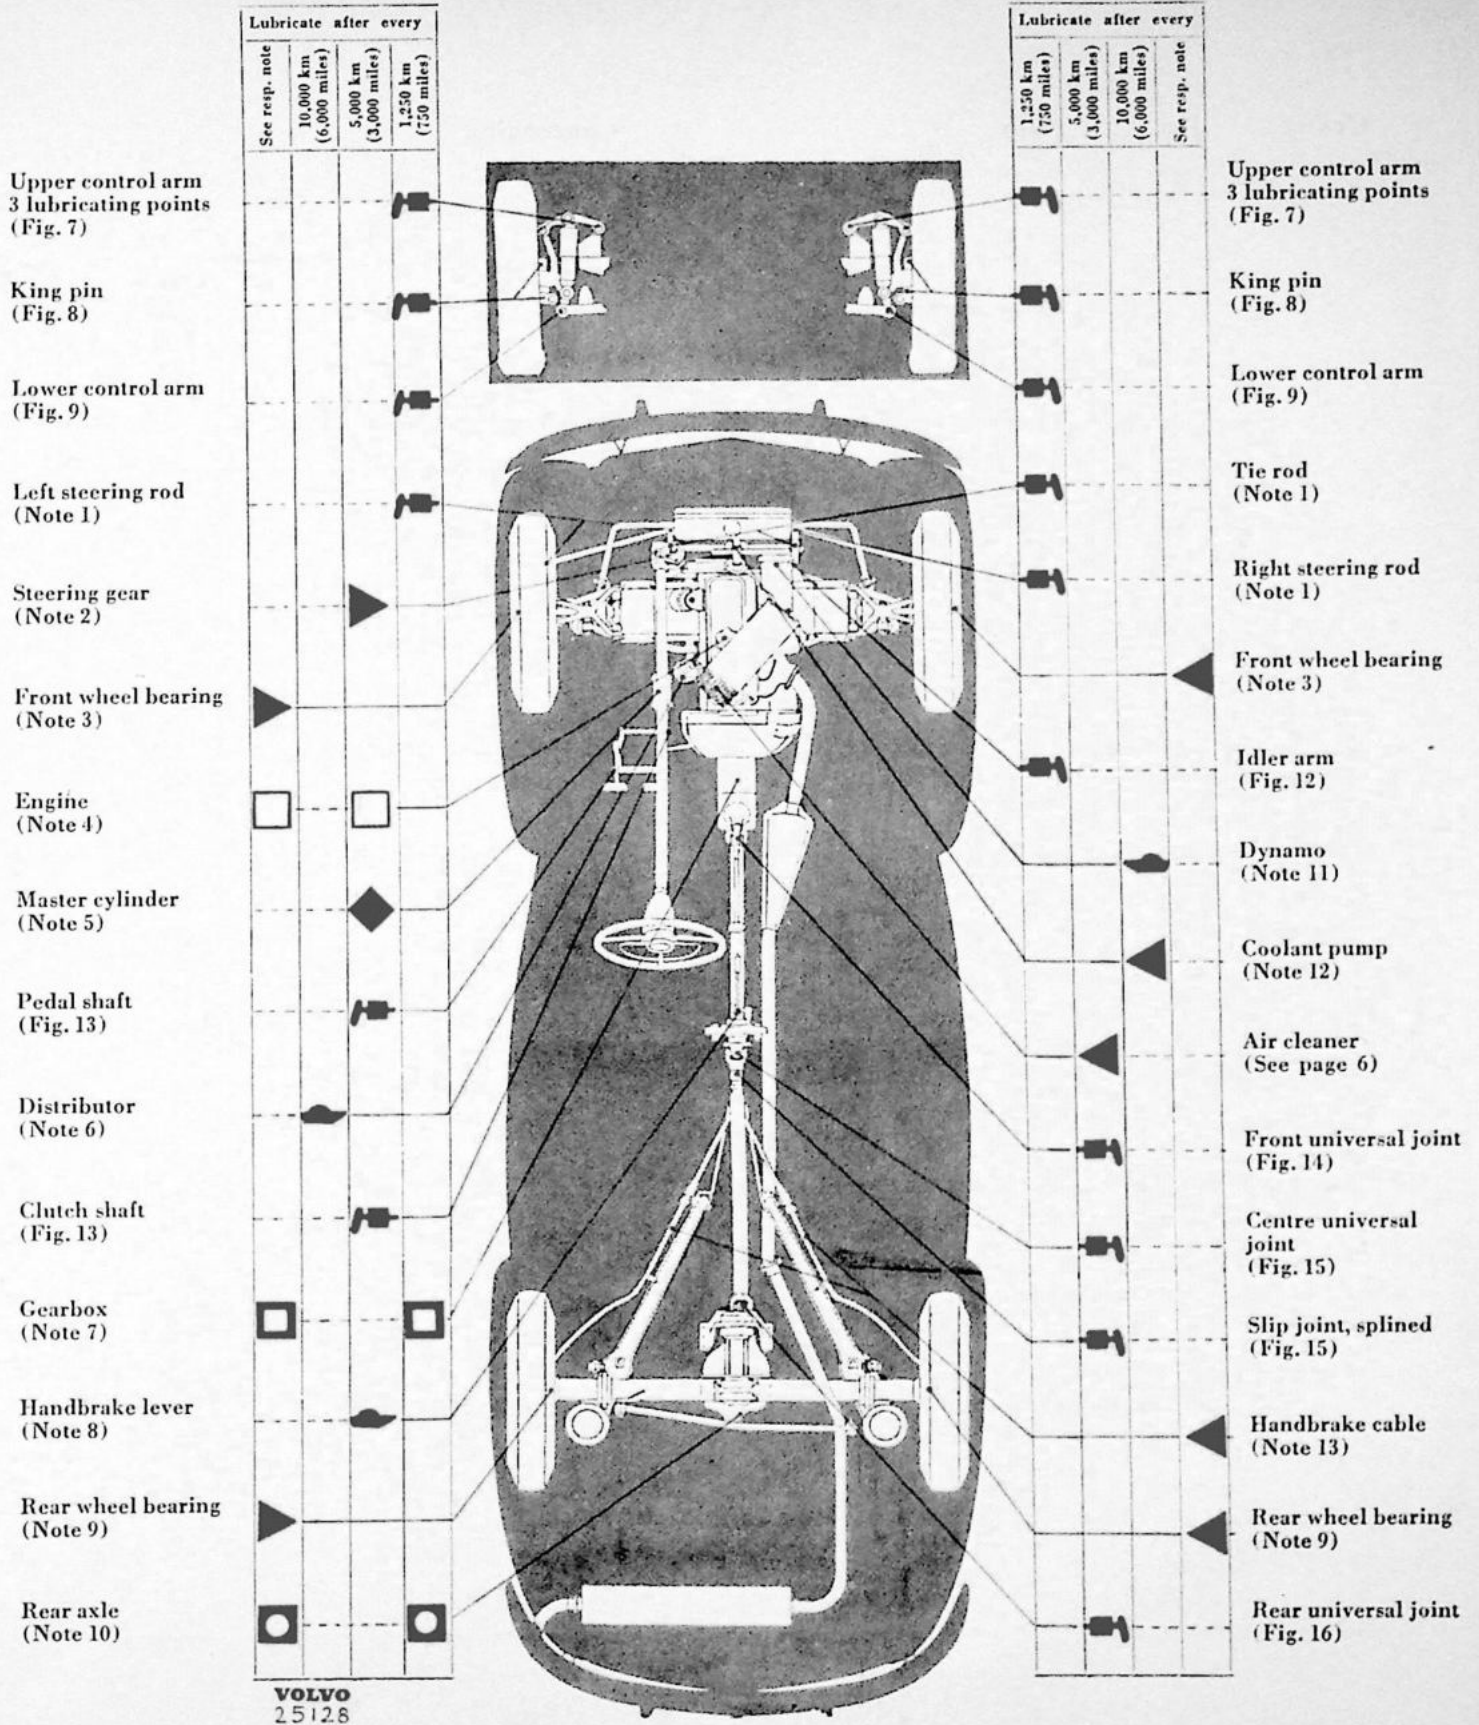 Lubricate after every
See resp. note
10,000 km
(6,000 miles)
5,000 km
(3,000 miles)
1,250 km
(750 miles)
Upper control arm
3 lubricating points
(Fig. 7)
King pin
(Fig. 8)
Lower control arm
(Fig. 9)
Left steering rod
(Note 1)
Steering gear
(Note 2)
Front wheel bearing
(Note 3)
Engine
(Note 4)
Master cylinder
(Note 5)
Pedal shaft
(Fig. 13)
Distributor
(Note 6)
Clutch shaft
(Fig. 13)
Gearbox
(Note 7)
Handbrake lever
(Note 8)
Rear wheel bearing
(Note 9)
Rear axle
(Note 10)
VOLVO
25128
Lubricate after every
1,250 km
(750 miles)
5,000 km
(3,000 miles)
10,000 km
(6,000 miles)
See resp. note
Upper control arm
3 lubricating points
(Fig. 7)
King pin
(Fig. 8)
Lower control arm
(Fig. 9)
Tie rod
(Note 1)
Right steering rod
(Note 1)
Front wheel bearing
(Note 3)
Idler arm
(Fig. 12)
Dynamo
(Note 11)
Coolant pump
(Note 12)
Air cleaner
(See page 6)
Front universal joint
(Fig. 14)
Centre universal
joint
(Fig. 15)
Slip joint, splined
(Fig. 15)
Handbrake cable
(Note 13)
Rear wheel bearing
(Note 9)
Rear universal joint
(Fig. 16)